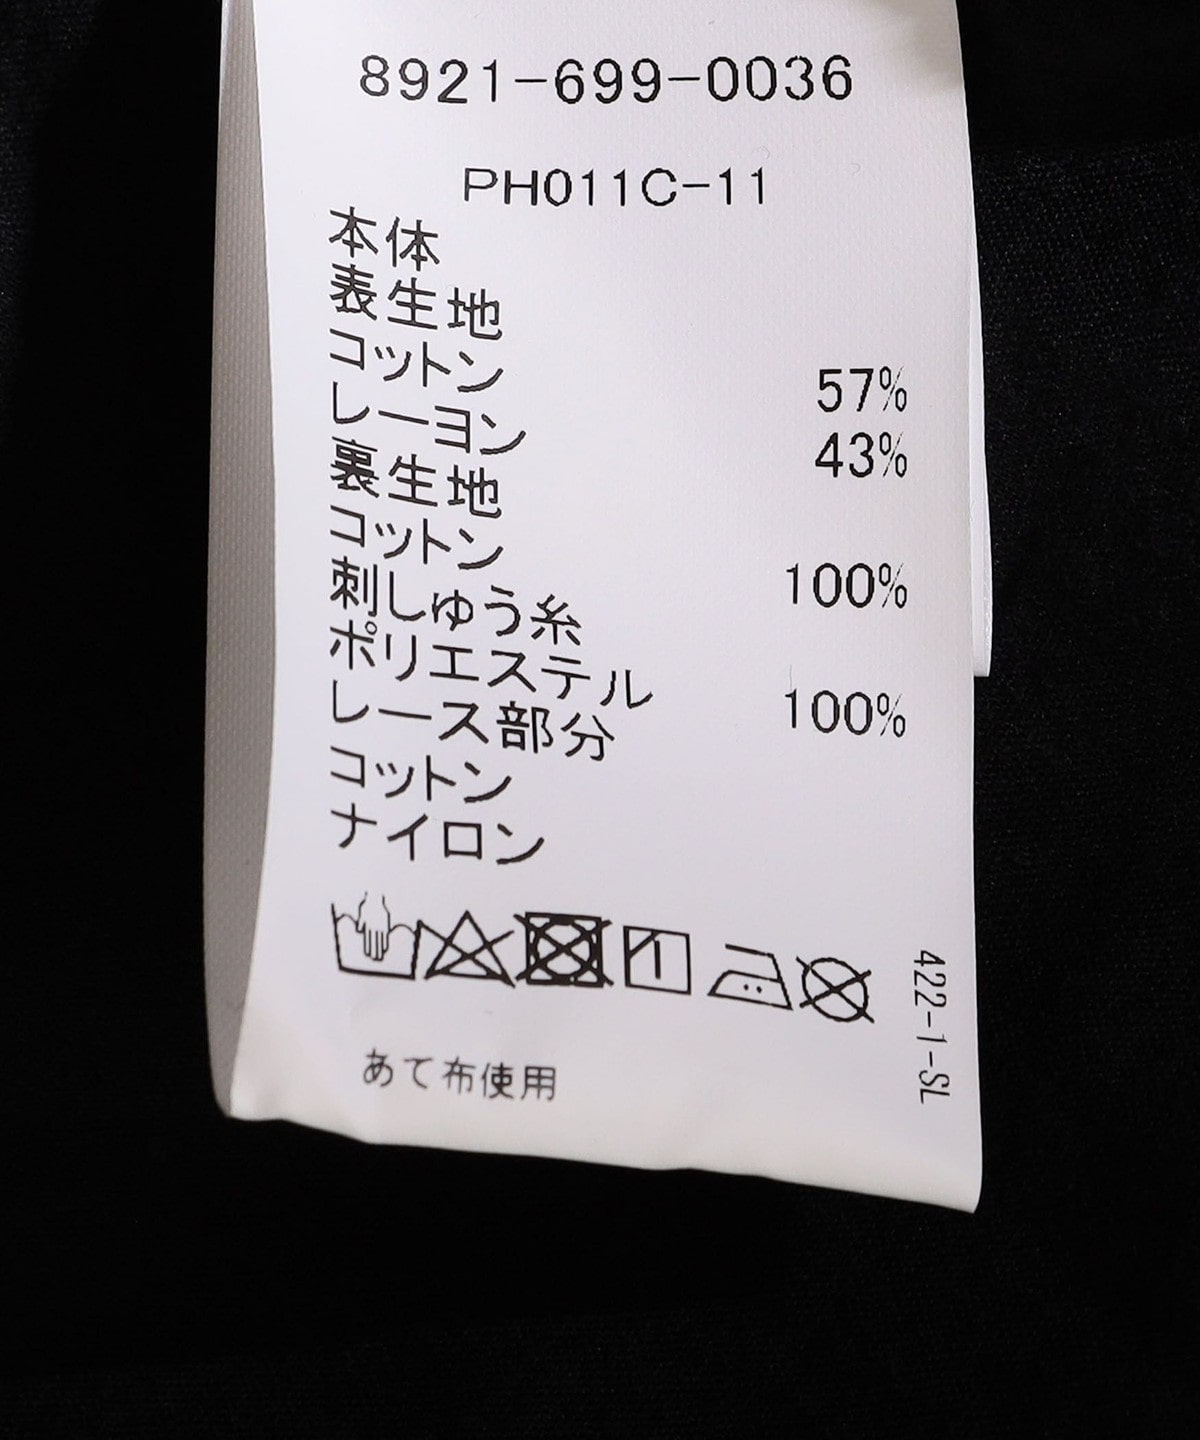 8921-699-0036
PH011C-11
本体
表生地
コットン 57%
レーヨン 43%
裏生地
コットン 100%
刺しゅう糸
ポリエステル 100%
レース部分
コットン
ナイロン
あて布使用
422-1-SL